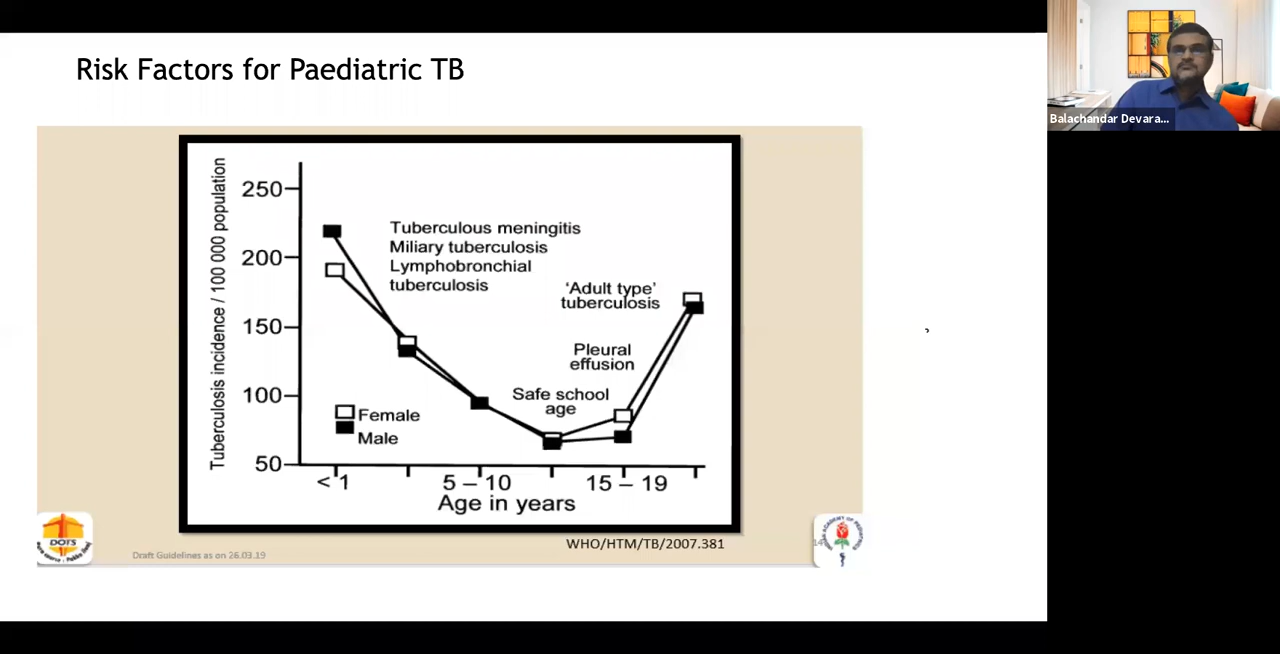 Risk Factors for Paediatric TB
Balachandar Devara...
Tuberculosis incidence / 100 000 population
250
200
150
100
50
Tuberculous meningitis
Miliary tuberculosis
Lymphobronchial
tuberculosis
'Adult type'
tuberculosis
Pleural
effusion
Safe school
age
Female
Male
< 1
5 – 10
15 – 19
Age in years
WHO/HTM/TB/2007.381
Draft Guidelines as on 26.03.19
DOTS